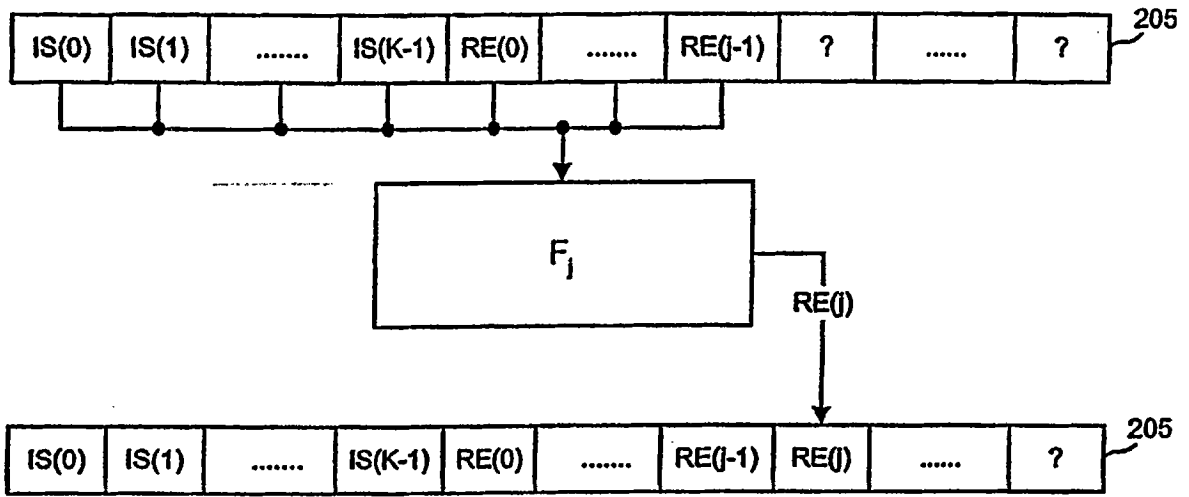 205
IS(0) IS(1) ....... IS(K-1) RE(0) ....... RE(j-1) ? ...... ?
Fj
RE(j)
205
IS(0) IS(1) ....... IS(K-1) RE(0) ....... RE(j-1) RE(j) ...... ?